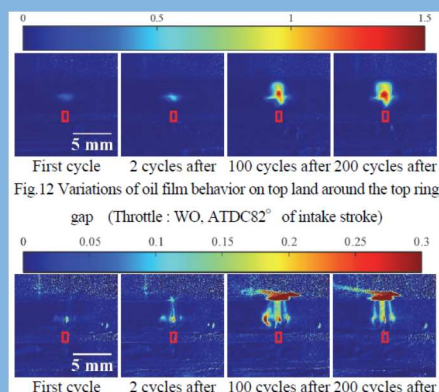 0 0.5 1 1.5
5 mm
First cycle 2 cycles after 100 cycles after 200 cycles after
Fig.12 Variations of oil film behavior on top land around the top ring
gap (Throttle : WO, ATDC82° of intake stroke)
0 0.05 0.1 0.15 0.2 0.25 0.3
5 mm
First cycle 2 cycles after 100 cycles after 200 cycles after